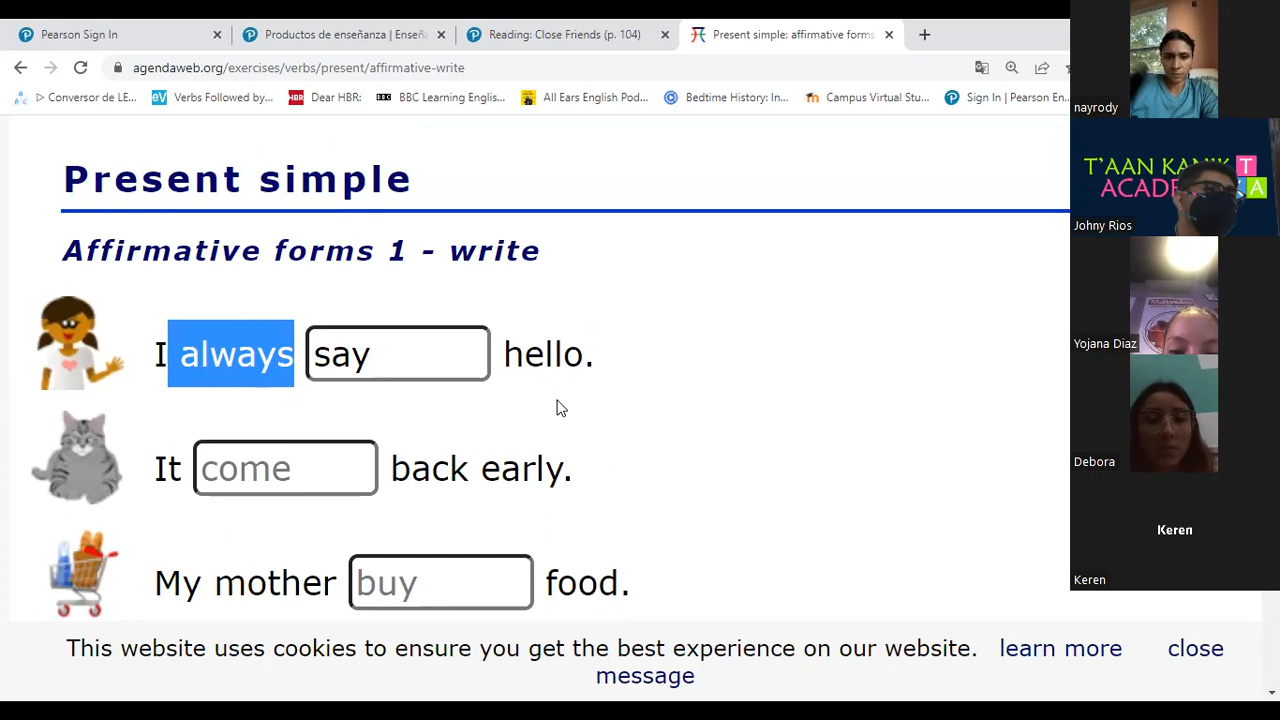 Pearson Sign In
Productos de enseñanza | Enseñ
Reading: Close Friends (p. 104)
Present simple: affirmative forms
agendaweb.org/exercises/verbs/present/affirmative-write
▷ Conversor de LE...
Verbs Followed by...
Dear HBR:
BBC Learning Englis...
All Ears English Pod...
Bedtime History: In...
Campus Virtual Stu...
Sign In | Pearson En...
Present simple
Affirmative forms 1 - write
I always say hello.
It come back early.
My mother buy food.
This website uses cookies to ensure you get the best experience on our website. learn more close
message
nayrody
T'AAN KANIK T
ACADE KA
Johny Rios
Yojana Diaz
Debora
Keren
Keren